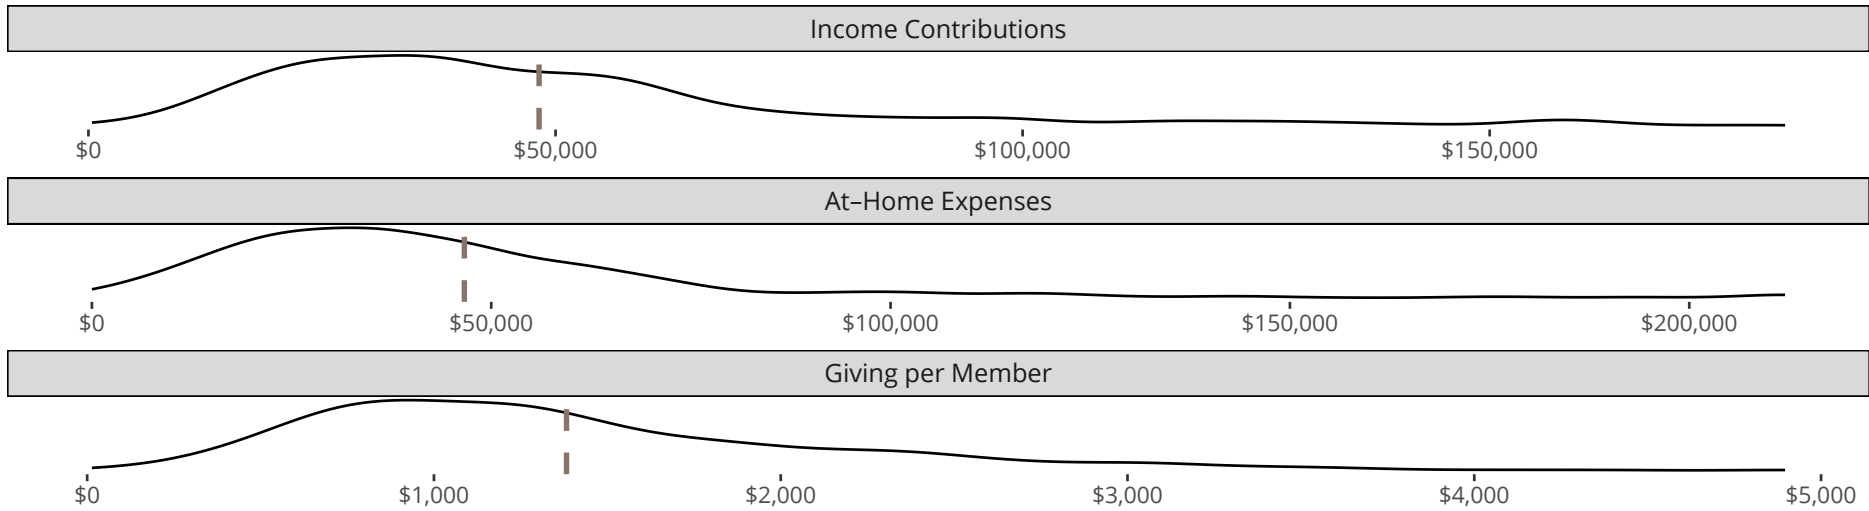 Income Contributions
$0 $50,000 $100,000 $150,000
At–Home Expenses
$0 $50,000 $100,000 $150,000 $200,000
Giving per Member
$0 $1,000 $2,000 $3,000 $4,000 $5,000